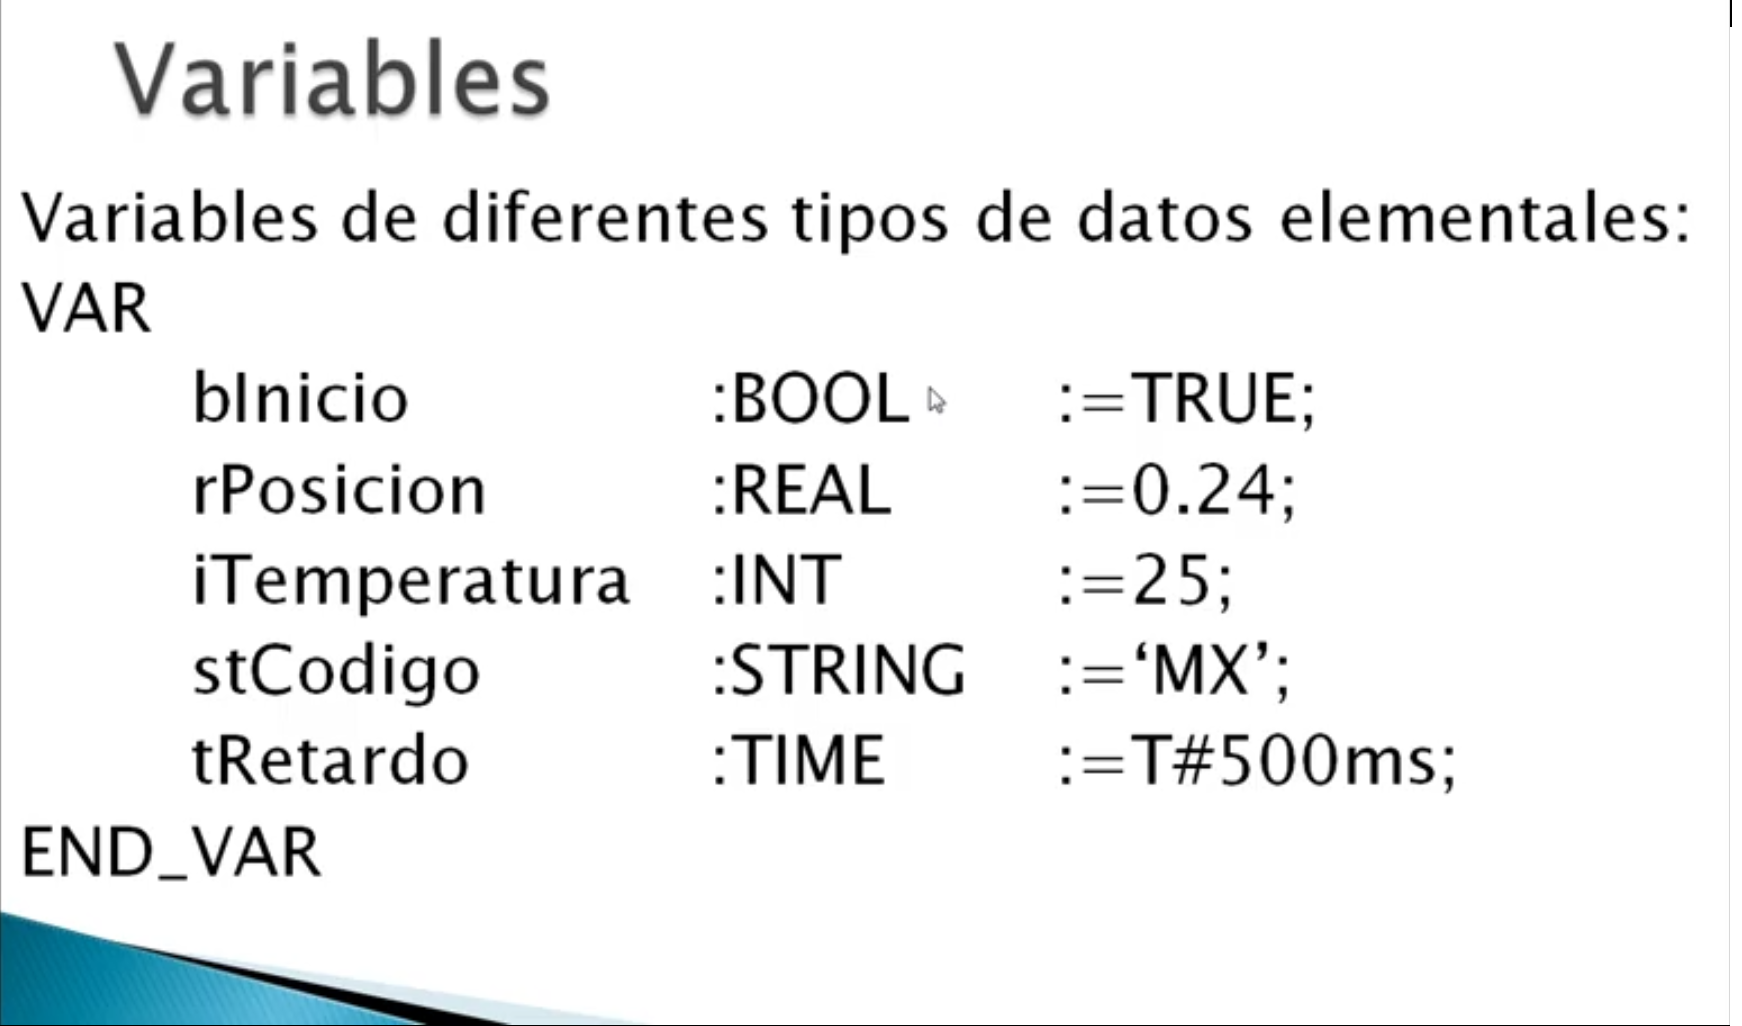 Variables
Variables de diferentes tipos de datos elementales:
VAR
bInicio :BOOL :=TRUE;
rPosicion :REAL :=0.24;
iTemperatura :INT :=25;
stCodigo :STRING :=‘MX’;
tRetardo :TIME :=T#500ms;
END_VAR